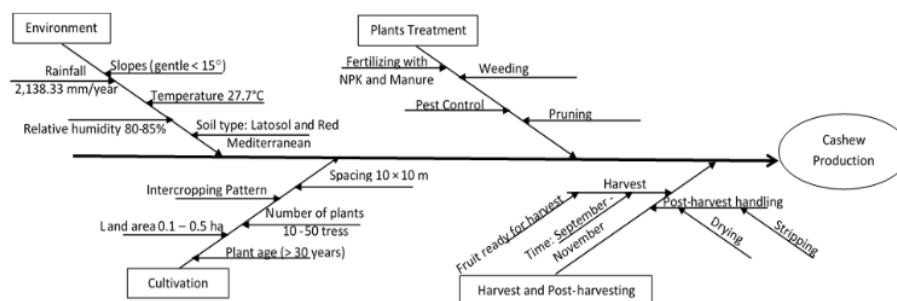 Environment
Slopes (gentle < 15°)
Rainfall
2,138.33 mm/year
Temperature 27.7°C
Relative humidity 80-85%
Soil type: Latosol and Red
Mediterranean
Plants Treatment
Fertilizing with
NPK and Manure
Weeding
Pest Control
Pruning
Cashew
Production
Spacing 10 × 10 m
Intercropping Pattern
Number of plants
10 -50 tress
Land area 0.1 – 0.5 ha
Plant age (> 30 years)
Cultivation
Harvest
Fruit ready for harvest
Time: September -
November
Post-harvest handling
Drying
Stripping
Harvest and Post-harvesting